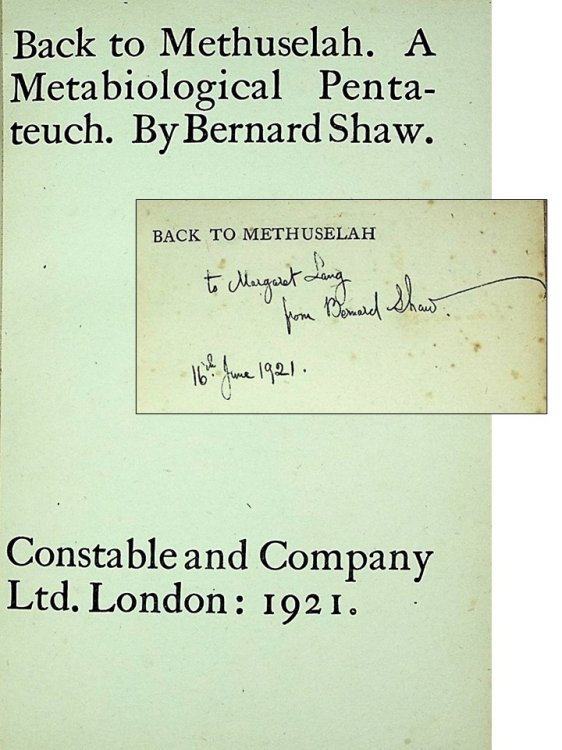 Back to Methuselah. A
Metabiological Penta-
teuch. By Bernard Shaw.
BACK TO METHUSELAH
to Margaret Lang
from Bernard Shaw.
16th. June 1921.
Constable and Company
Ltd. London: 1921.